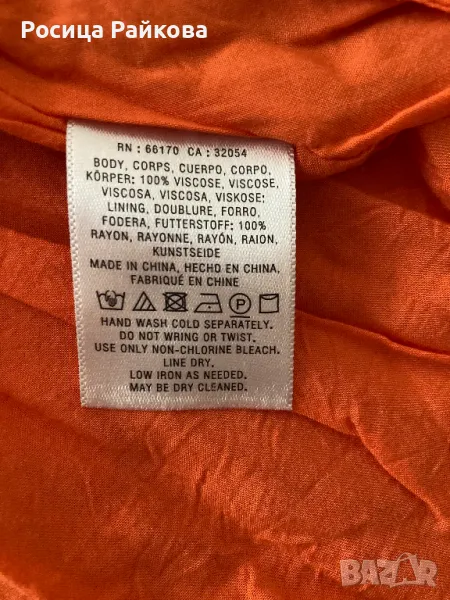 Росица Райкова
RN : 66170 CA : 32054
BODY, CORPS, CUERPO, CORPO,
KÖRPER: 100% VISCOSE, VISCOSE,
VISCOSA, VISCOSA, VISKOSE:
LINING, DOUBLURE, FORRO,
FODERA, FUTTERSTOFF: 100%
RAYON, RAYONNE, RAYÓN, RAION,
KUNSTSEIDE
MADE IN CHINA, HECHO EN CHINA.
FABRIQUÉ EN CHINE
P
HAND WASH COLD SEPARATELY.
DO NOT WRING OR TWIST.
USE ONLY NON-CHLORINE BLEACH.
LINE DRY.
LOW IRON AS NEEDED.
MAY BE DRY CLEANED.
BAZAR